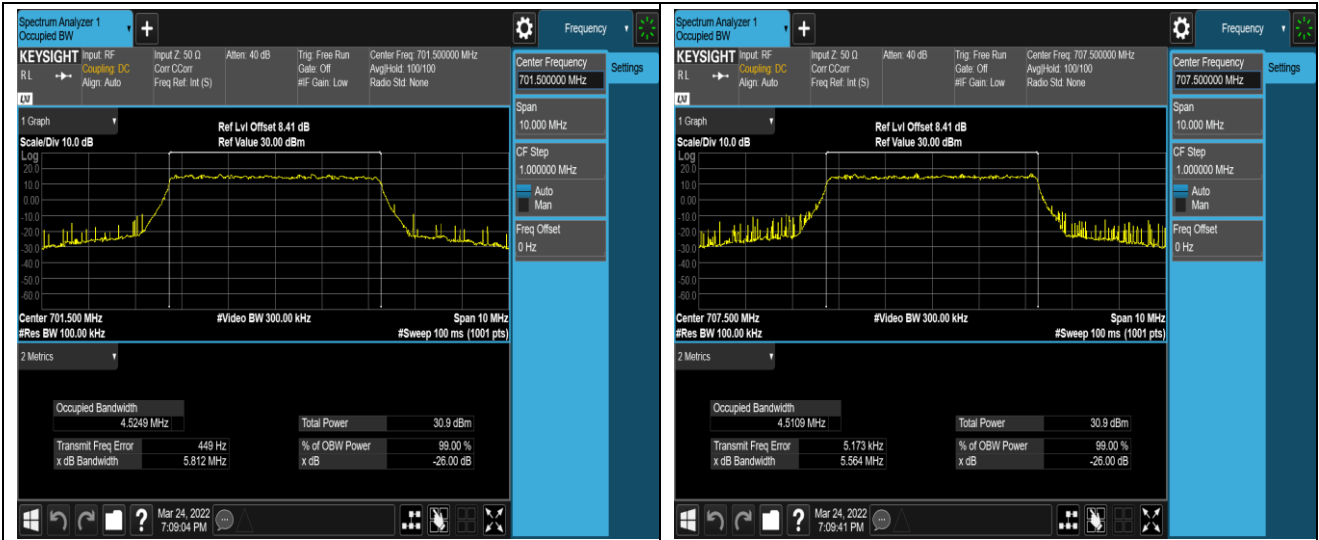 Spectrum Analyzer 1
Occupied BW
+
Frequency
KEYSIGHT
RL
LXI
Input: RF
Coupling: DC
Align: Auto
Input Z: 50 Ω
Corr CCorr
Freq Ref: Int (S)
Atten: 40 dB
Trig: Free Run
Gate: Off
#IF Gain: Low
Center Freq: 701.500000 MHz
Avg|Hold: 100/100
Radio Std: None
Center Frequency
701.500000 MHz
Settings
Span
10.000 MHz
CF Step
1.000000 MHz
Auto
Man
Freq Offset
0 Hz
1 Graph
Scale/Div 10.0 dB
Ref Lvl Offset 8.41 dB
Ref Value 30.00 dBm
Log
20.0
10.0
0.00
-10.0
-20.0
-30.0
-40.0
-50.0
-60.0
Center 701.500 MHz
#Res BW 100.00 kHz
#Video BW 300.00 kHz
Span 10 MHz
#Sweep 100 ms (1001 pts)
2 Metrics
Occupied Bandwidth
4.5249 MHz
Total Power 30.9 dBm
Transmit Freq Error 449 Hz
% of OBW Power 99.00 %
x dB Bandwidth 5.812 MHz
x dB -26.00 dB
?
Mar 24, 2022
7:09:04 PM
Spectrum Analyzer 1
Occupied BW
+
Frequency
KEYSIGHT
RL
LXI
Input: RF
Coupling: DC
Align: Auto
Input Z: 50 Ω
Corr CCorr
Freq Ref: Int (S)
Atten: 40 dB
Trig: Free Run
Gate: Off
#IF Gain: Low
Center Freq: 707.500000 MHz
Avg|Hold: 100/100
Radio Std: None
Center Frequency
707.500000 MHz
Settings
Span
10.000 MHz
CF Step
1.000000 MHz
Auto
Man
Freq Offset
0 Hz
1 Graph
Scale/Div 10.0 dB
Ref Lvl Offset 8.41 dB
Ref Value 30.00 dBm
Log
20.0
10.0
0.00
-10.0
-20.0
-30.0
-40.0
-50.0
-60.0
Center 707.500 MHz
#Res BW 100.00 kHz
#Video BW 300.00 kHz
Span 10 MHz
#Sweep 100 ms (1001 pts)
2 Metrics
Occupied Bandwidth
4.5109 MHz
Total Power 30.9 dBm
Transmit Freq Error 5.173 kHz
% of OBW Power 99.00 %
x dB Bandwidth 5.564 MHz
x dB -26.00 dB
?
Mar 24, 2022
7:09:41 PM